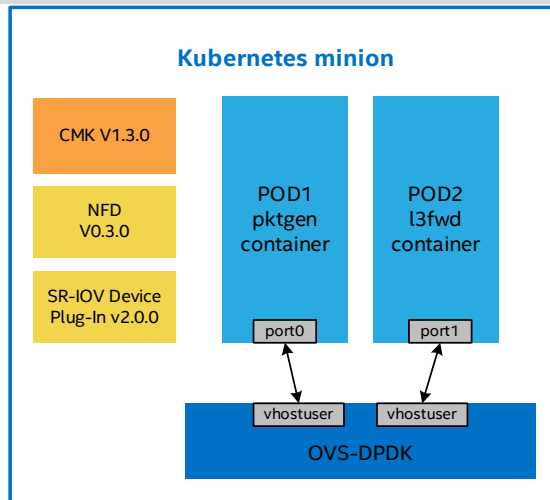 Kubernetes minion
CMK V1.3.0
NFD
V0.3.0
SR-IOV Device
Plug-In v2.0.0
POD1
pktgen
container
port0
POD2
l3fwd
container
port1
vhostuser
vhostuser
OVS-DPDK